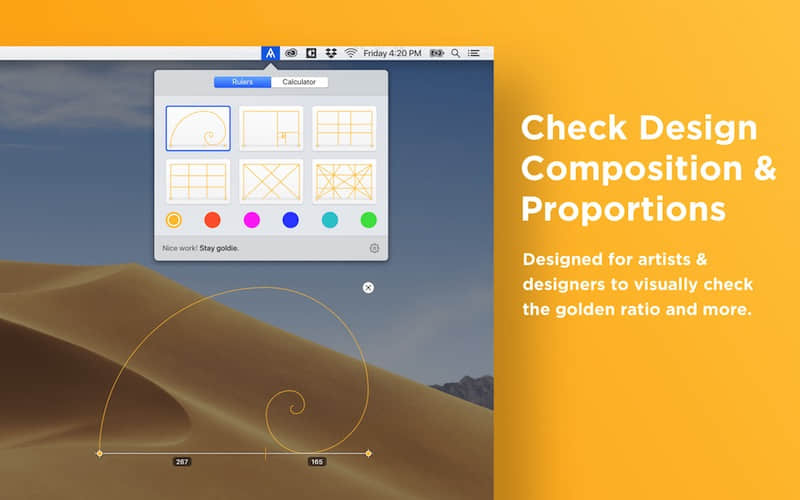 Friday 4:20 PM
Rulers
Calculator
Nice work! Stay goldie.
287
165
Check Design
Composition &
Proportions
Designed for artists &
designers to visually check
the golden ratio and more.